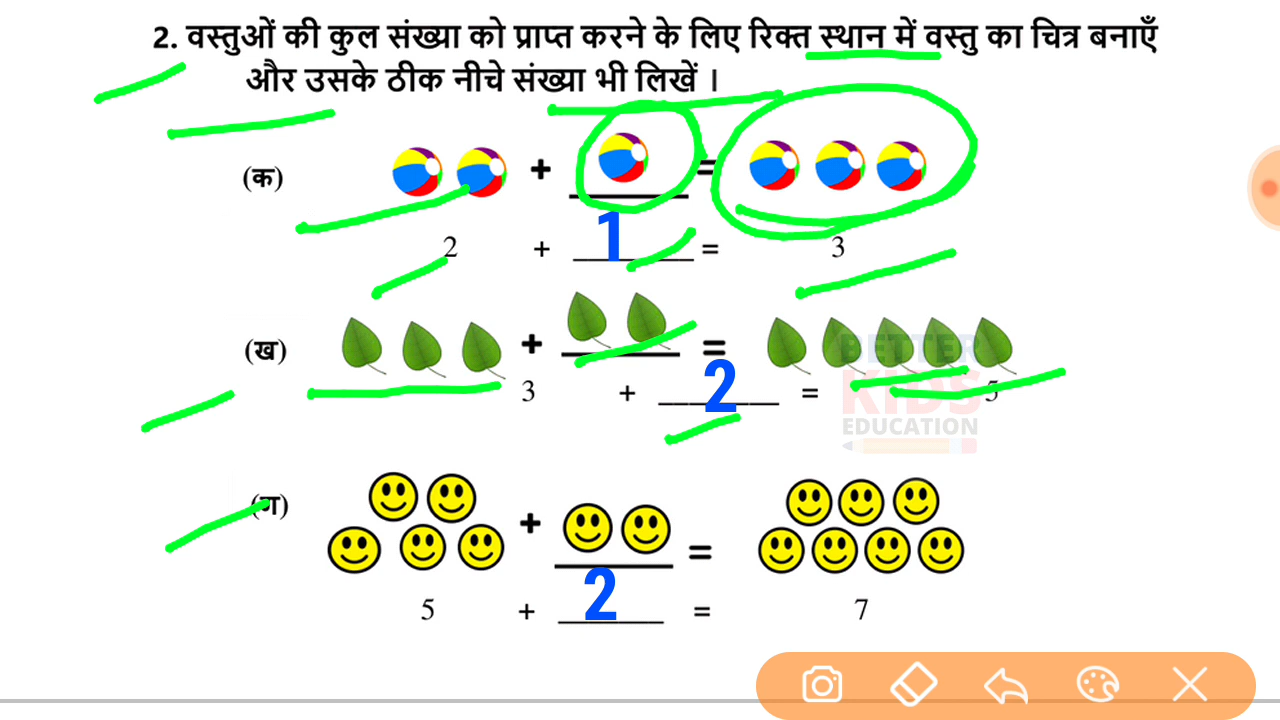 2. वस्तुओं की कुल संख्या को प्राप्त करने के लिए रिक्त स्थान में वस्तु का चित्र बनाएँ
और उसके ठीक नीचे संख्या भी लिखें ।
(क) + =
2 + 1 = 3
(ख) + =
3 + 2 = 5
BETTER
KIDS
EDUCATION
(ग) + =
5 + 2 = 7